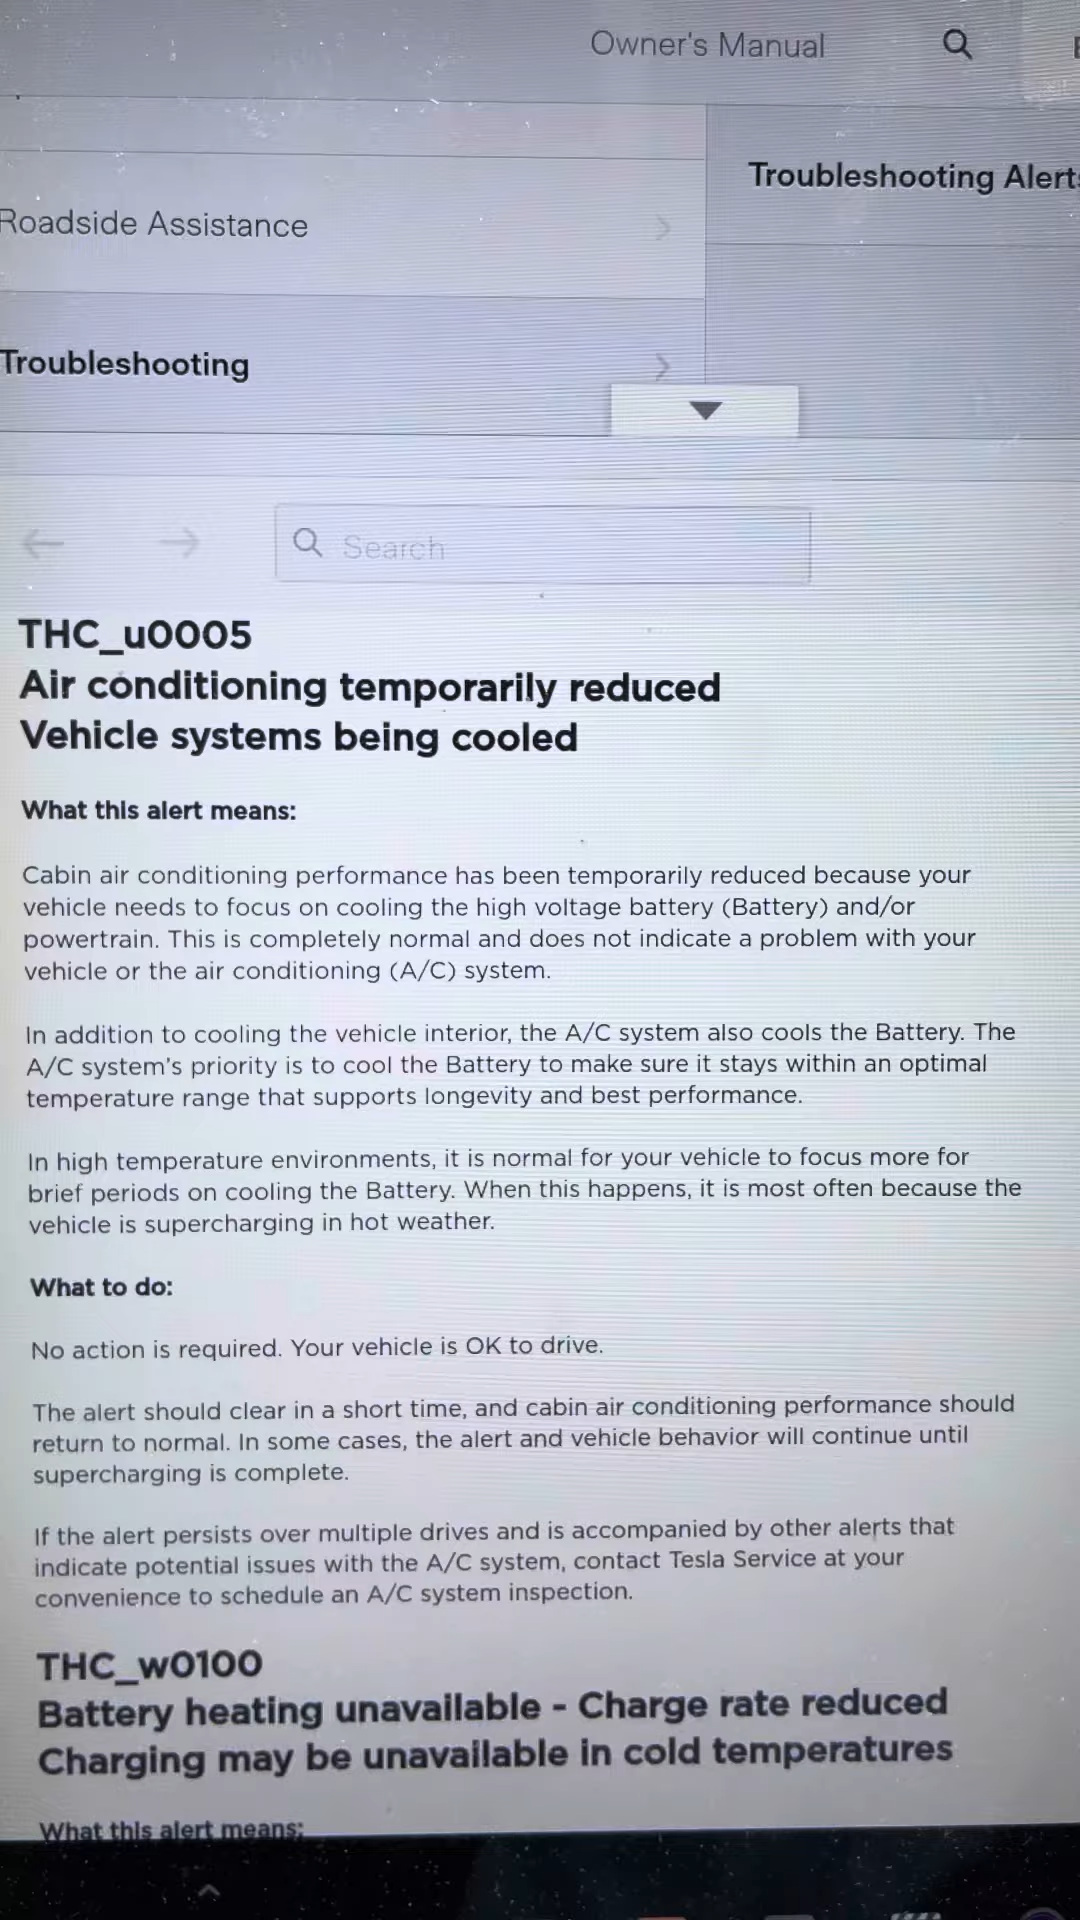 Owner's Manual
Troubleshooting Alerts
Roadside Assistance
Troubleshooting
Search
THC_u0005
Air conditioning temporarily reduced
Vehicle systems being cooled
What this alert means:
Cabin air conditioning performance has been temporarily reduced because your
vehicle needs to focus on cooling the high voltage battery (Battery) and/or
powertrain. This is completely normal and does not indicate a problem with your
vehicle or the air conditioning (A/C) system.
In addition to cooling the vehicle interior, the A/C system also cools the Battery. The
A/C system's priority is to cool the Battery to make sure it stays within an optimal
temperature range that supports longevity and best performance.
In high temperature environments, it is normal for your vehicle to focus more for
brief periods on cooling the Battery. When this happens, it is most often because the
vehicle is supercharging in hot weather.
What to do:
No action is required. Your vehicle is OK to drive.
The alert should clear in a short time, and cabin air conditioning performance should
return to normal. In some cases, the alert and vehicle behavior will continue until
supercharging is complete.
If the alert persists over multiple drives and is accompanied by other alerts that
indicate potential issues with the A/C system, contact Tesla Service at your
convenience to schedule an A/C system inspection.
THC_w0100
Battery heating unavailable - Charge rate reduced
Charging may be unavailable in cold temperatures
What this alert means: